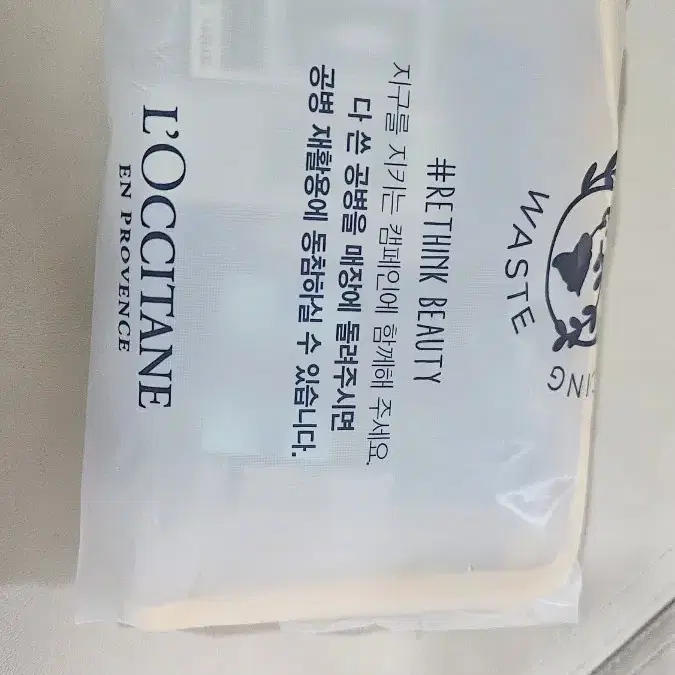 WASTE
#RETHINK BEAUTY
지구를 지키는 캠페인에 함께해 주세요.
다 쓴 공병을 매장에 돌려주시면
공병 재활용에 동참하실 수 있습니다.
L'OCCITANE
EN PROVENCE